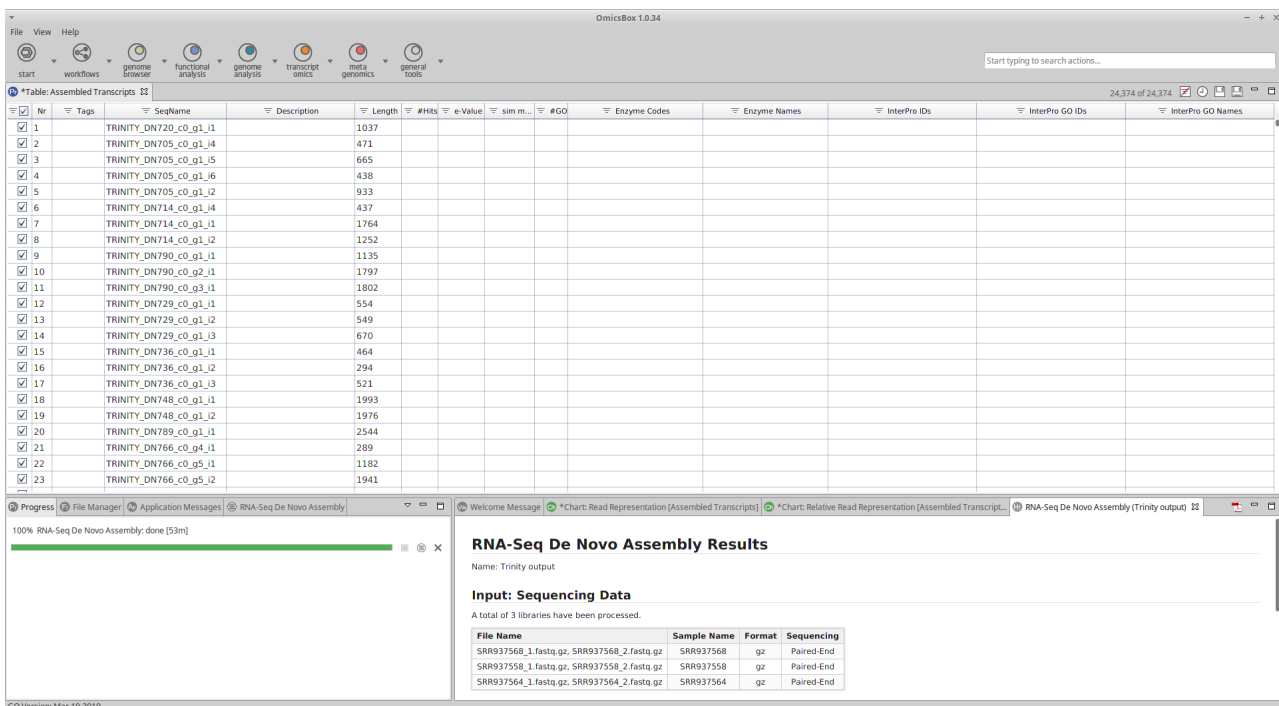 OmicsBox 1.0.34
File View Help
start workflows genome browser functional analysis genome analysis transcript omics meta genomics general tools
Start typing to search actions...
*Table: Assembled Transcripts
24,374 of 24,374
Nr Tags SeqName Description Length #Hits e-Value sim m... #GO Enzyme Codes Enzyme Names InterPro IDs InterPro GO IDs InterPro GO Names
1 TRINITY_DN720_c0_g1_i1 1037
2 TRINITY_DN705_c0_g1_i4 471
3 TRINITY_DN705_c0_g1_i5 665
4 TRINITY_DN705_c0_g1_i6 438
5 TRINITY_DN705_c0_g1_i2 933
6 TRINITY_DN714_c0_g1_i4 437
7 TRINITY_DN714_c0_g1_i1 1764
8 TRINITY_DN714_c0_g1_i2 1252
9 TRINITY_DN790_c0_g1_i1 1135
10 TRINITY_DN790_c0_g2_i1 1797
11 TRINITY_DN790_c0_g3_i1 1802
12 TRINITY_DN729_c0_g1_i1 554
13 TRINITY_DN729_c0_g1_i2 549
14 TRINITY_DN729_c0_g1_i3 670
15 TRINITY_DN736_c0_g1_i1 464
16 TRINITY_DN736_c0_g1_i2 294
17 TRINITY_DN736_c0_g1_i3 521
18 TRINITY_DN748_c0_g1_i1 1993
19 TRINITY_DN748_c0_g1_i2 1976
20 TRINITY_DN789_c0_g1_i1 2544
21 TRINITY_DN766_c0_g4_i1 289
22 TRINITY_DN766_c0_g5_i1 1182
23 TRINITY_DN766_c0_g5_i2 1941
Progress File Manager Application Messages RNA-Seq De Novo Assembly
100% RNA-Seq De Novo Assembly: done [53m]
Welcome Message *Chart: Read Representation [Assembled Transcripts] *Chart: Relative Read Representation [Assembled Transcript... RNA-Seq De Novo Assembly (Trinity output)
RNA-Seq De Novo Assembly Results
Name: Trinity output
Input: Sequencing Data
A total of 3 libraries have been processed.
File Name Sample Name Format Sequencing
SRR937568_1.fastq.gz, SRR937568_2.fastq.gz SRR937568 gz Paired-End
SRR937558_1.fastq.gz, SRR937558_2.fastq.gz SRR937558 gz Paired-End
SRR937564_1.fastq.gz, SRR937564_2.fastq.gz SRR937564 gz Paired-End
GO Version: Mar 19 2019